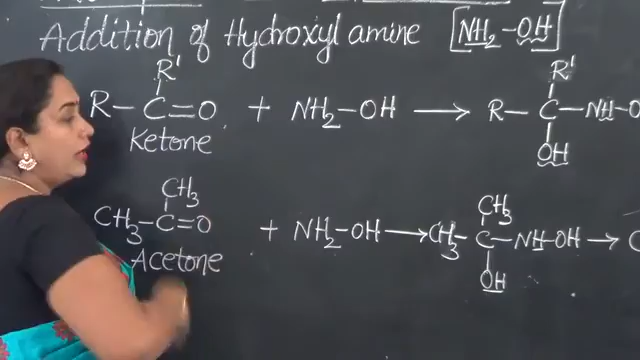 Addition of Hydroxyl amine [NH2-OH]
R' R'
R-C=O + NH2-OH → R-C-NH-O
Ketone OH
CH3 CH3
CH3-C=O + NH2-OH → CH3-C-NH-OH → C
Acetone OH